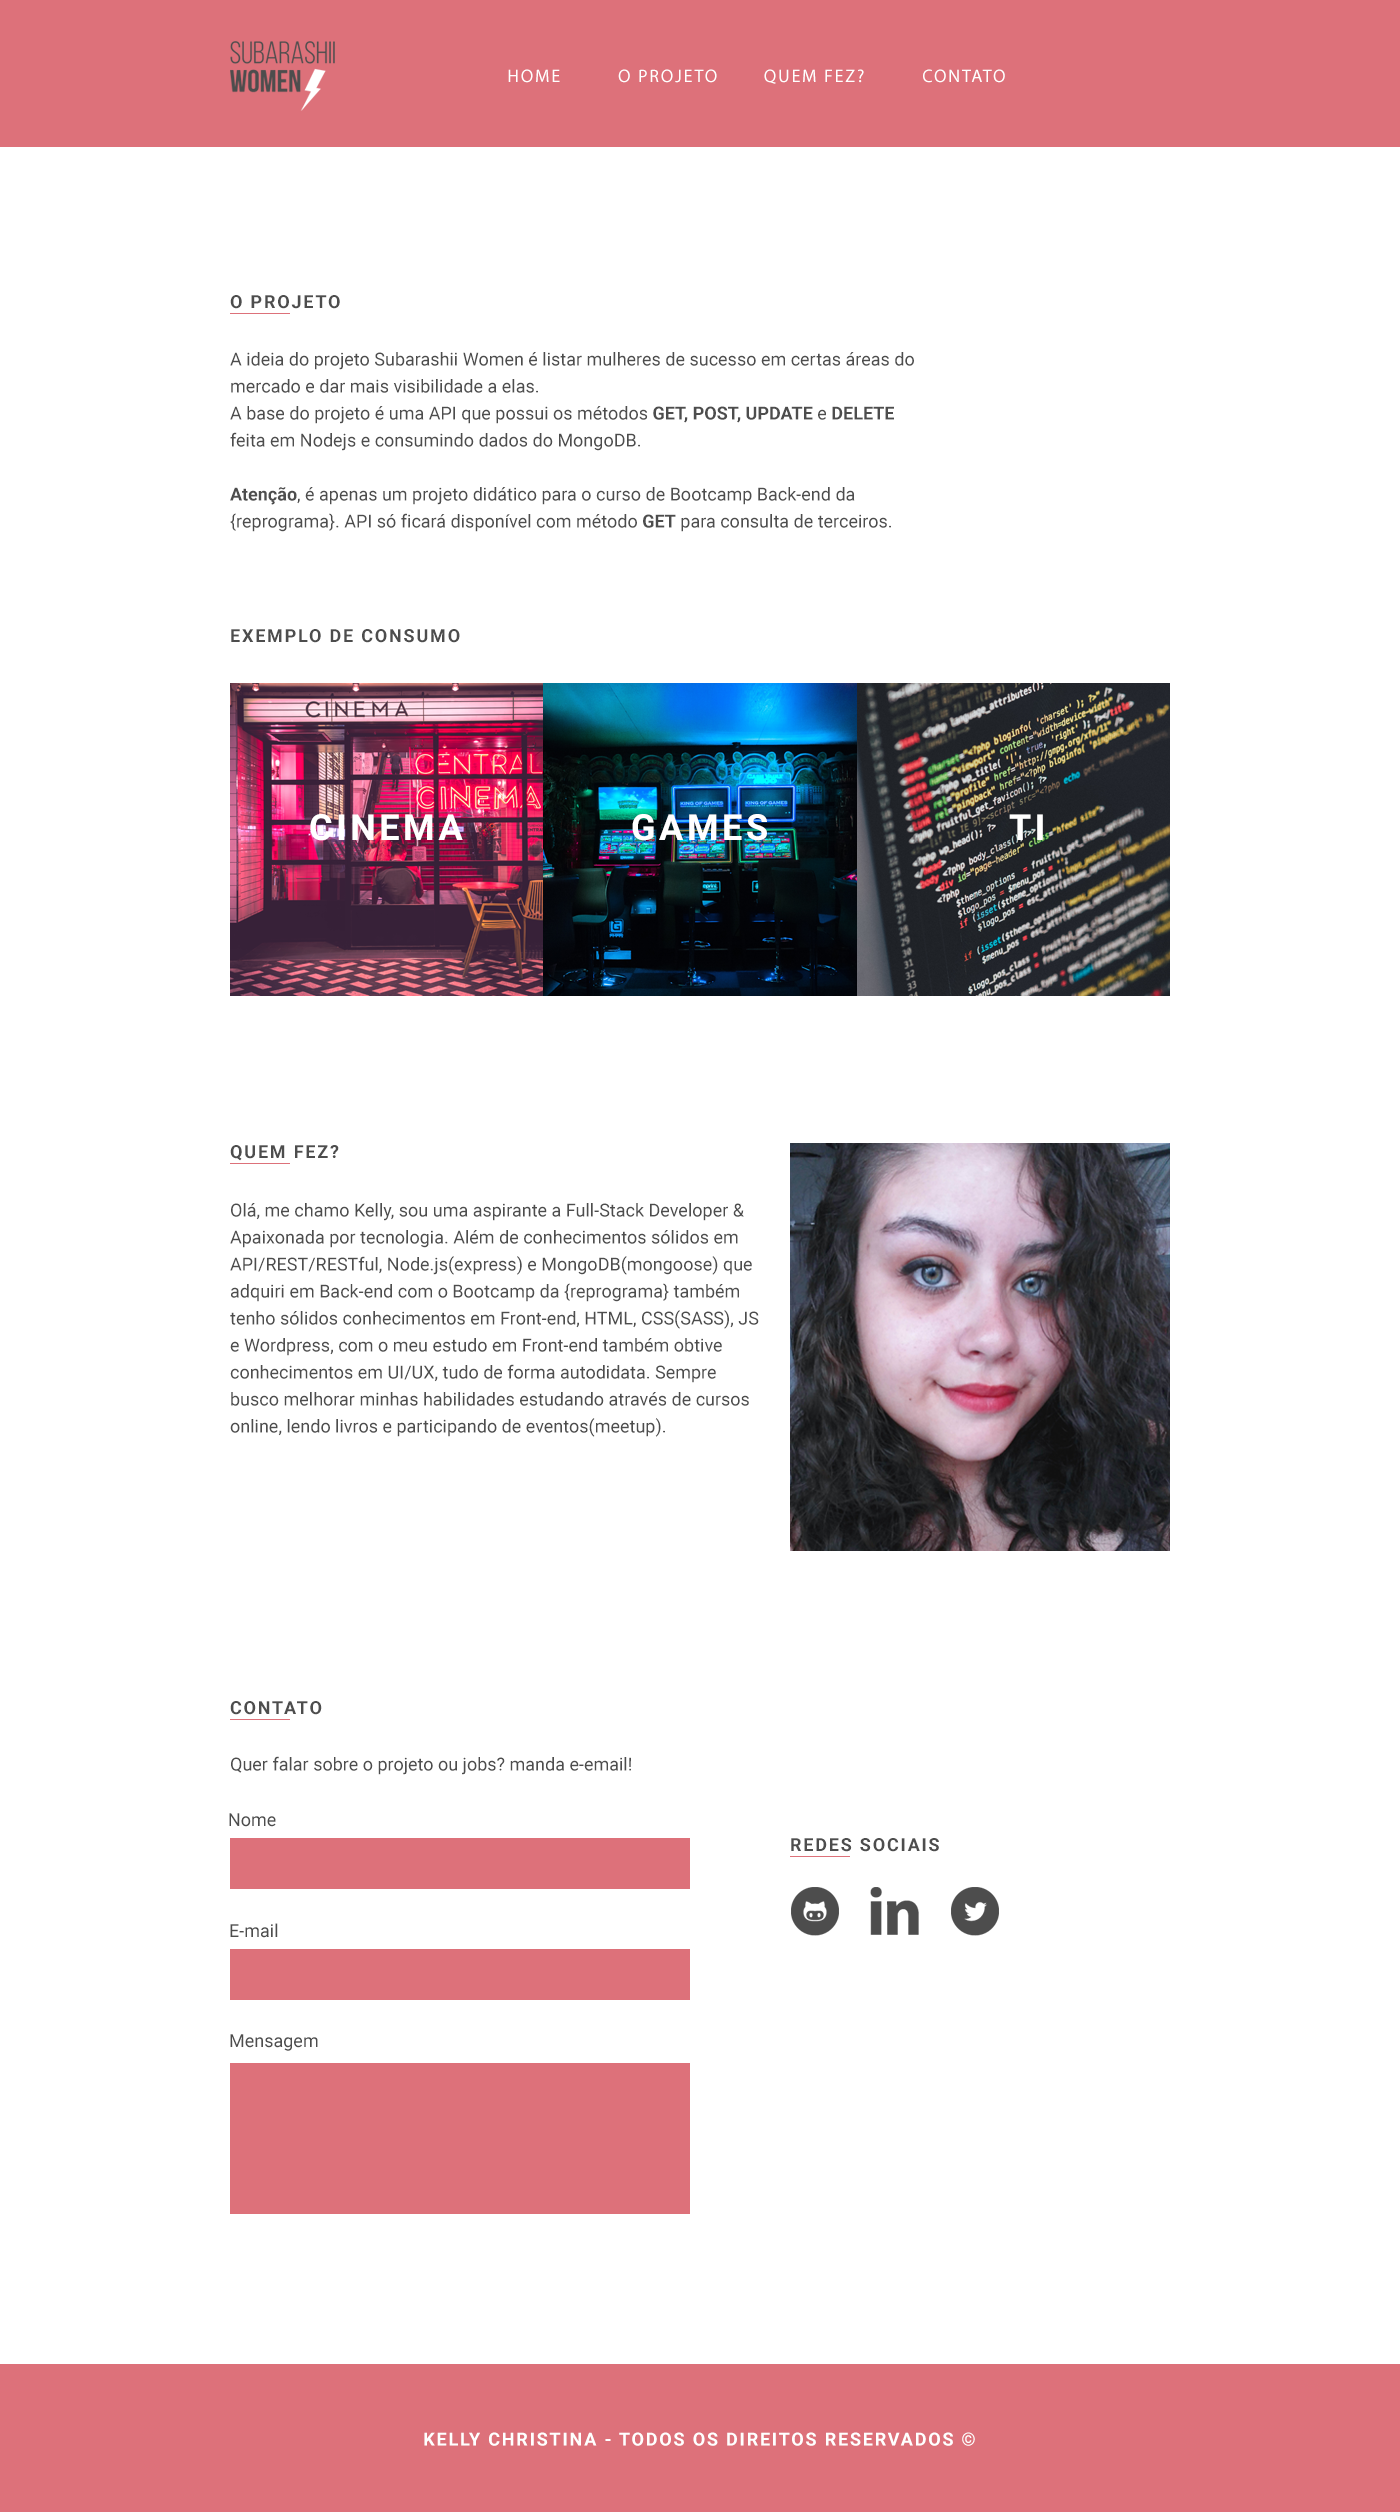 SUBARASHII
WOMEN
HOME O PROJETO QUEM FEZ? CONTATO
O PROJETO
A ideia do projeto Subarashii Women é listar mulheres de sucesso em certas áreas do
mercado e dar mais visibilidade a elas.
A base do projeto é uma API que possui os métodos GET, POST, UPDATE e DELETE
feita em Nodejs e consumindo dados do MongoDB.
Atenção, é apenas um projeto didático para o curso de Bootcamp Back-end da
{reprograma}. API só ficará disponível com método GET para consulta de terceiros.
EXEMPLO DE CONSUMO
CINEMA
CENTRAL
CINEMA
CINEMA
KING OF GAMES KING OF GAMES
GAMES
TI
QUEM FEZ?
Olá, me chamo Kelly, sou uma aspirante a Full-Stack Developer &
Apaixonada por tecnologia. Além de conhecimentos sólidos em
API/REST/RESTful, Node.js(express) e MongoDB(mongoose) que
adquiri em Back-end com o Bootcamp da {reprograma} também
tenho sólidos conhecimentos em Front-end, HTML, CSS(SASS), JS
e Wordpress, com o meu estudo em Front-end também obtive
conhecimentos em UI/UX, tudo de forma autodidata. Sempre
busco melhorar minhas habilidades estudando através de cursos
online, lendo livros e participando de eventos(meetup).
CONTATO
Quer falar sobre o projeto ou jobs? manda e-email!
Nome
E-mail
Mensagem
REDES SOCIAIS
in
KELLY CHRISTINA - TODOS OS DIREITOS RESERVADOS ©